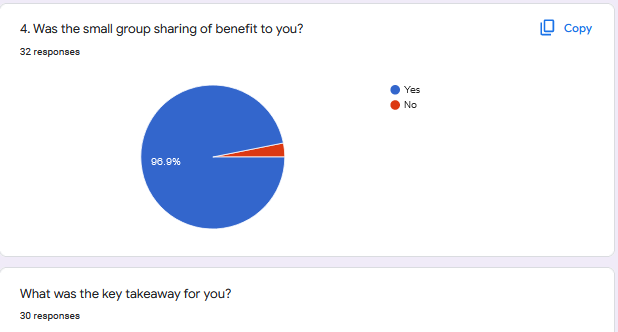 4. Was the small group sharing of benefit to you?
Copy
32 responses
Yes
No
96.9%
What was the key takeaway for you?
30 responses